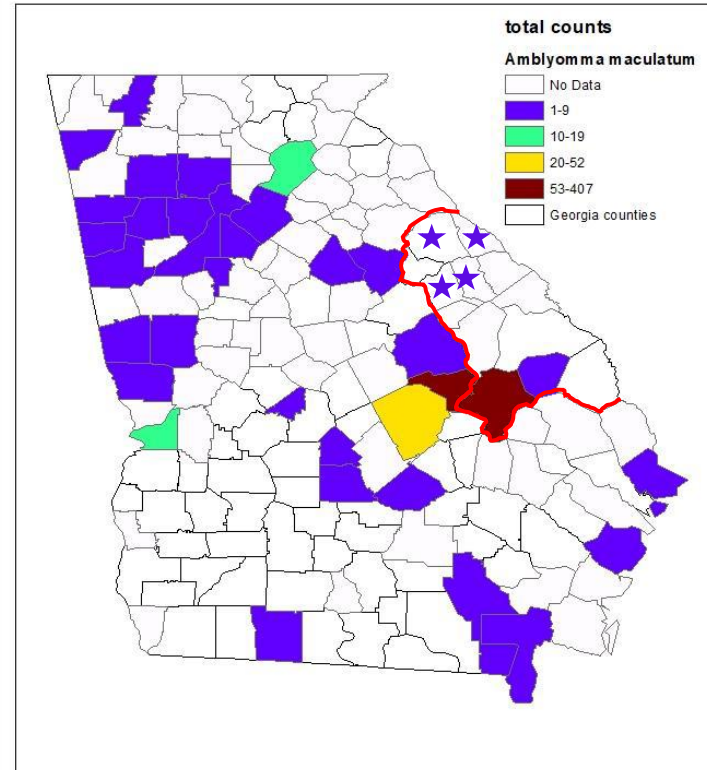 total counts
Amblyomma maculatum
No Data
1-9
10-19
20-52
53-407
Georgia counties